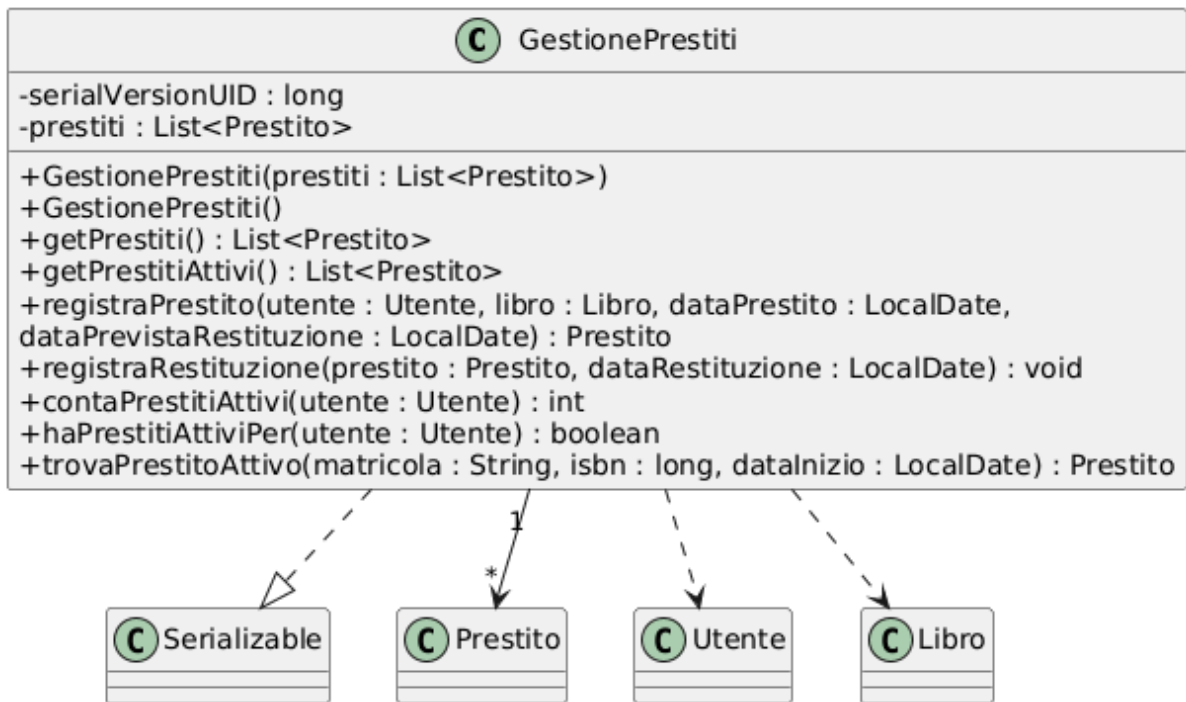 C GestionePrestiti
-serialVersionUID : long
-prestiti : List<Prestito>
+GestionePrestiti(prestiti : List<Prestito>)
+GestionePrestiti()
+getPrestiti() : List<Prestito>
+getPrestitiAttivi() : List<Prestito>
+registraPrestito(utente : Utente, libro : Libro, dataPrestito : LocalDate,
dataPrevistaRestituzione : LocalDate) : Prestito
+registraRestituzione(prestito : Prestito, dataRestituzione : LocalDate) : void
+contaPrestitiAttivi(utente : Utente) : int
+haPrestitiAttiviPer(utente : Utente) : boolean
+trovaPrestitoAttivo(matricola : String, isbn : long, dataInizio : LocalDate) : Prestito
1
*
C Serializable
C Prestito
C Utente
C Libro